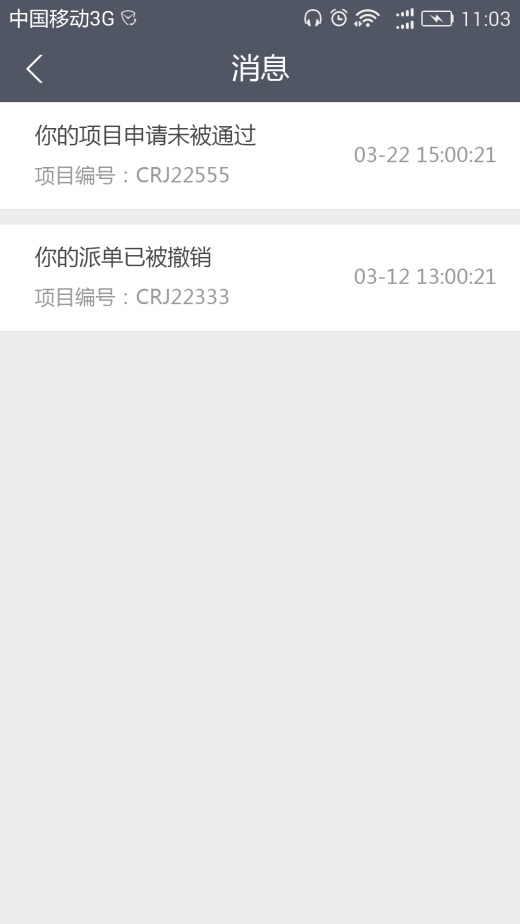 中国移动3G 11:03
消息
你的项目申请未被通过
03-22 15:00:21
项目编号：CRJ22555
你的派单已被撤销
03-12 13:00:21
项目编号：CRJ22333